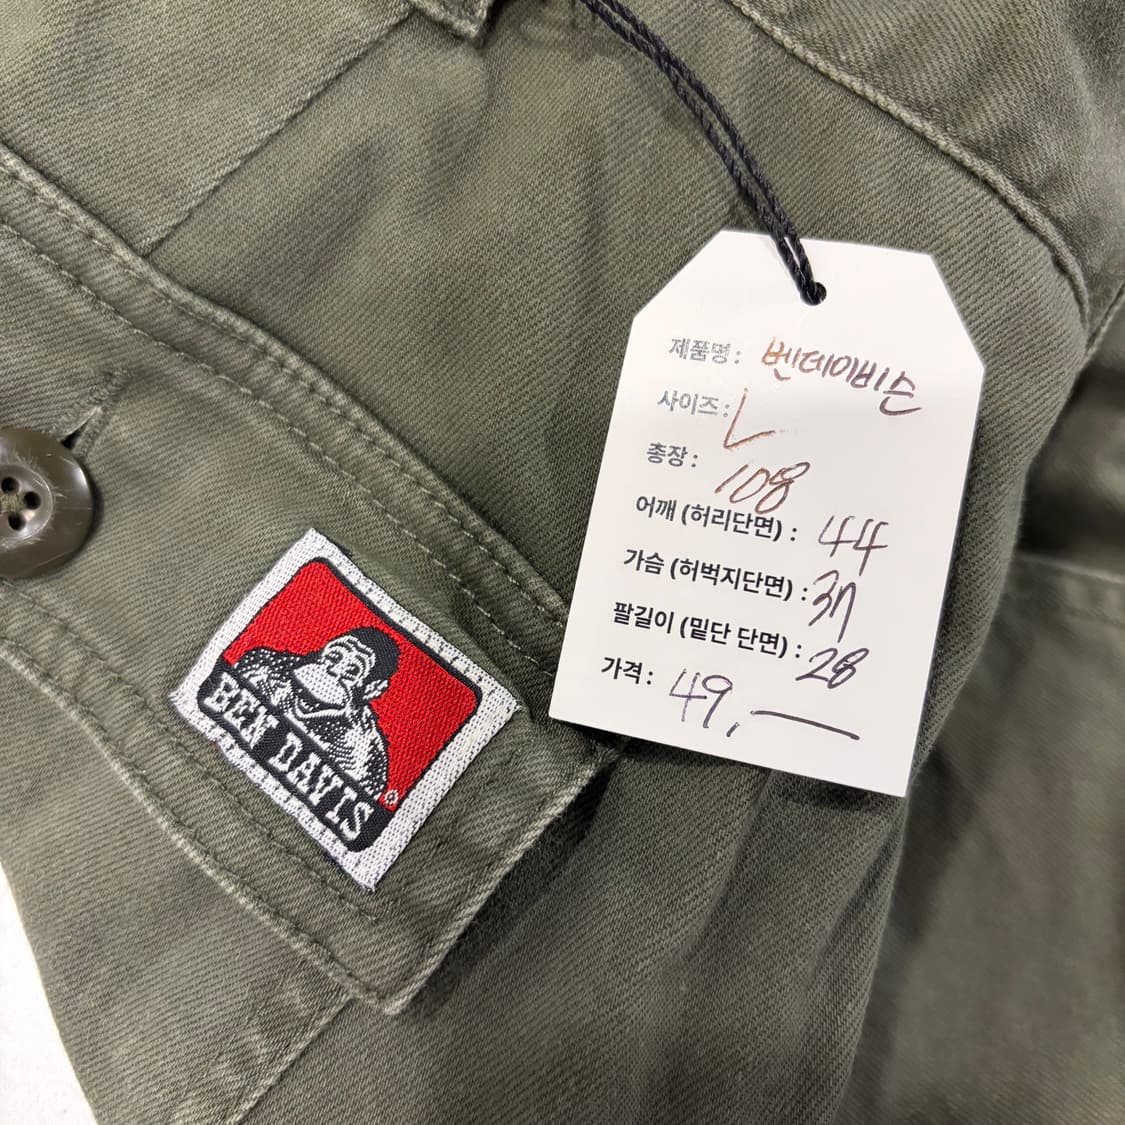 제품명 : 벤데이비슨
사이즈 : L
총장 : 108
어깨 (허리단면) : 44
가슴 (허벅지단면) : 37
팔길이 (밑단 단면) : 28
가격 : 49,—
BEN DAVIS ®